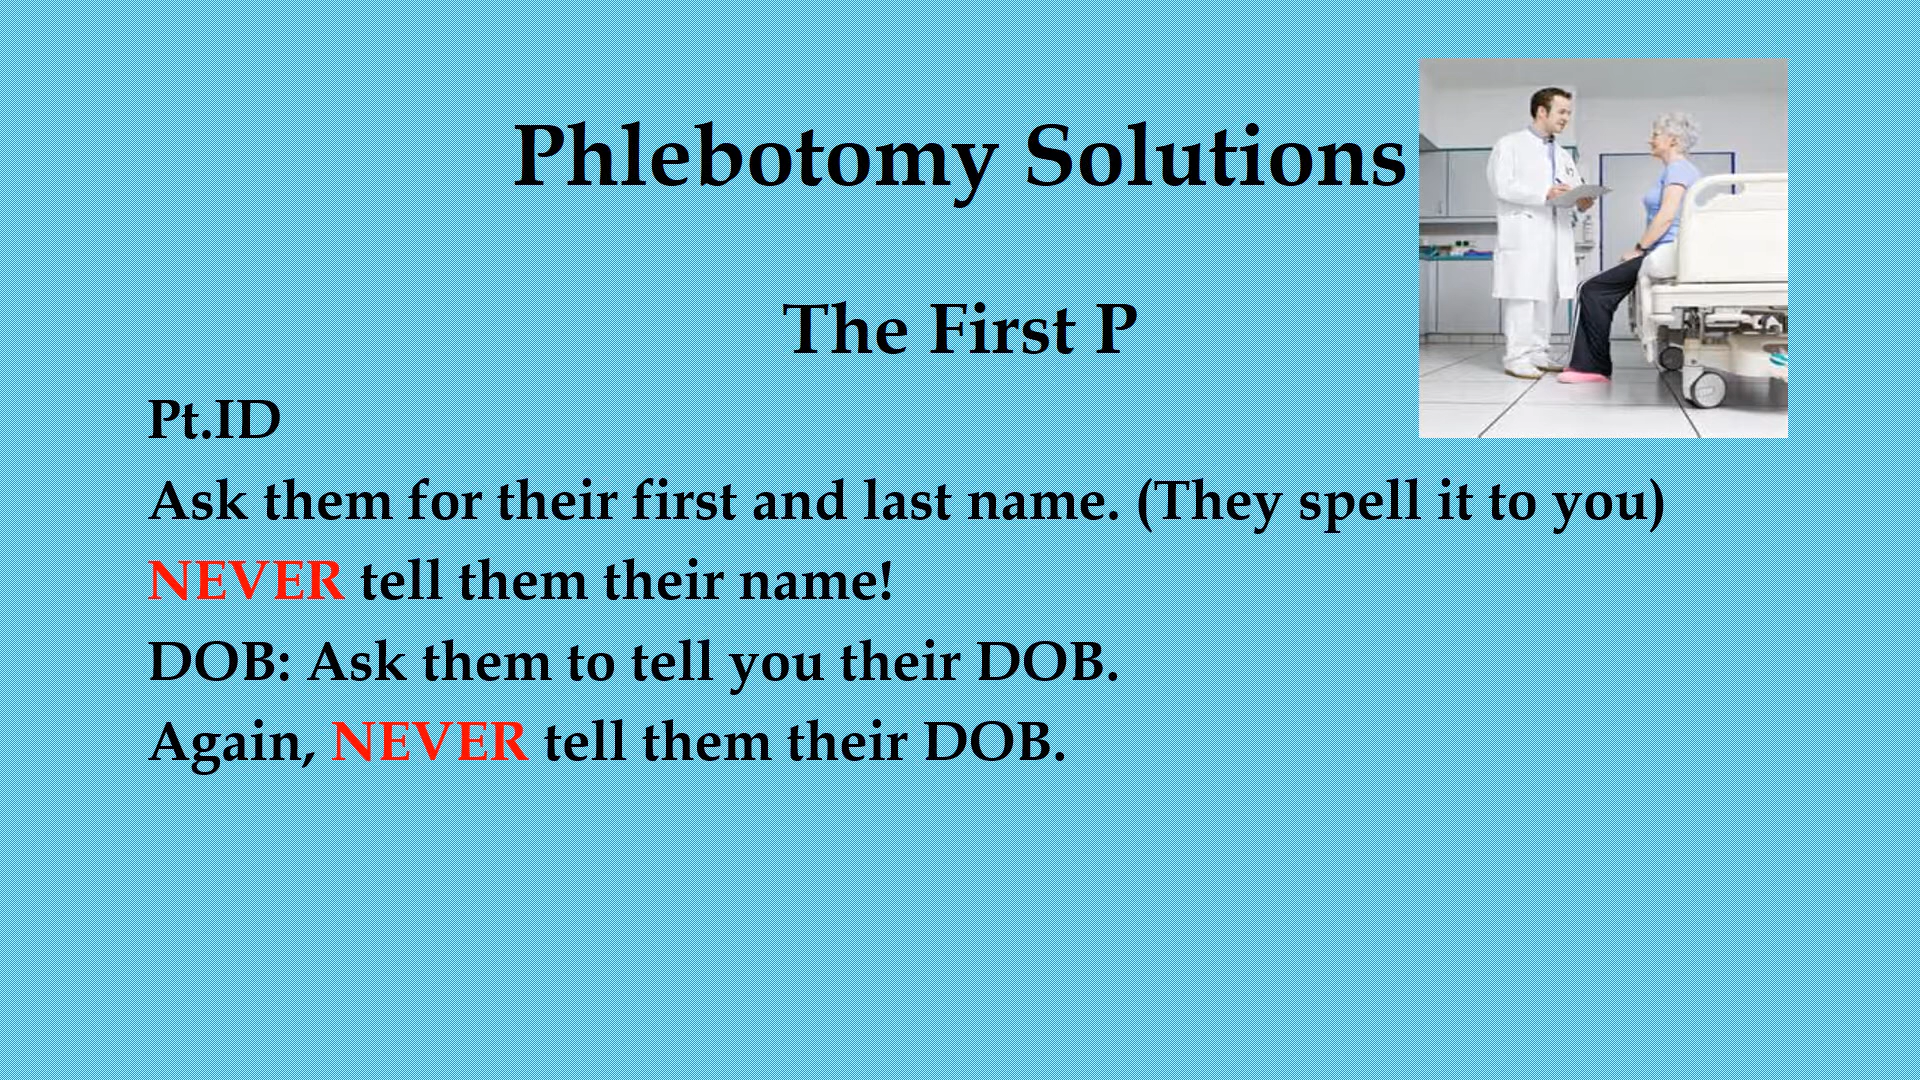 Phlebotomy Solutions
The First P
Pt.ID
Ask them for their first and last name. (They spell it to you)
NEVER tell them their name!
DOB: Ask them to tell you their DOB.
Again, NEVER tell them their DOB.